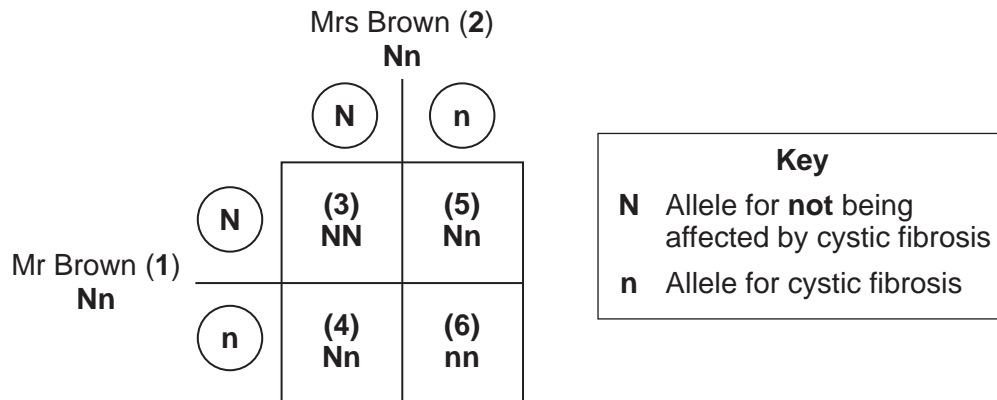 Mrs Brown (2)
Nn
N
n
N
(3)
NN
(5)
Nn
Mr Brown (1)
Nn
n
(4)
Nn
(6)
nn
Key
N Allele for not being
affected by cystic fibrosis
n Allele for cystic fibrosis